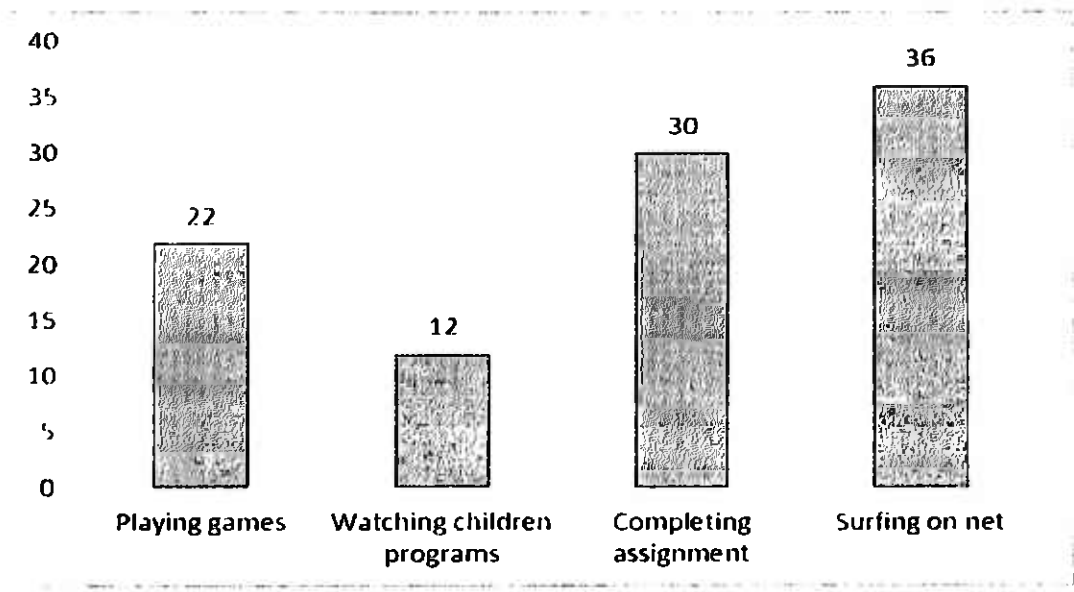 40
35
30
25
20
15
10
5
0
22
12
30
36
Playing games
Watching children
programs
Completing
assignment
Surfing on net